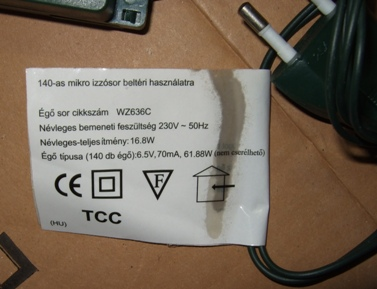 140-as mikro izzósor beltéri használatra
Égő sor cikkszám WZ636C
Névleges bemeneti feszültség 230V ~ 50Hz
Névleges-teljesítmény: 16.8W
Égő típusa (140 db égő):6.5V,70mA, 61.88W (nem cserélhető)
CE F
TCC
(HU)